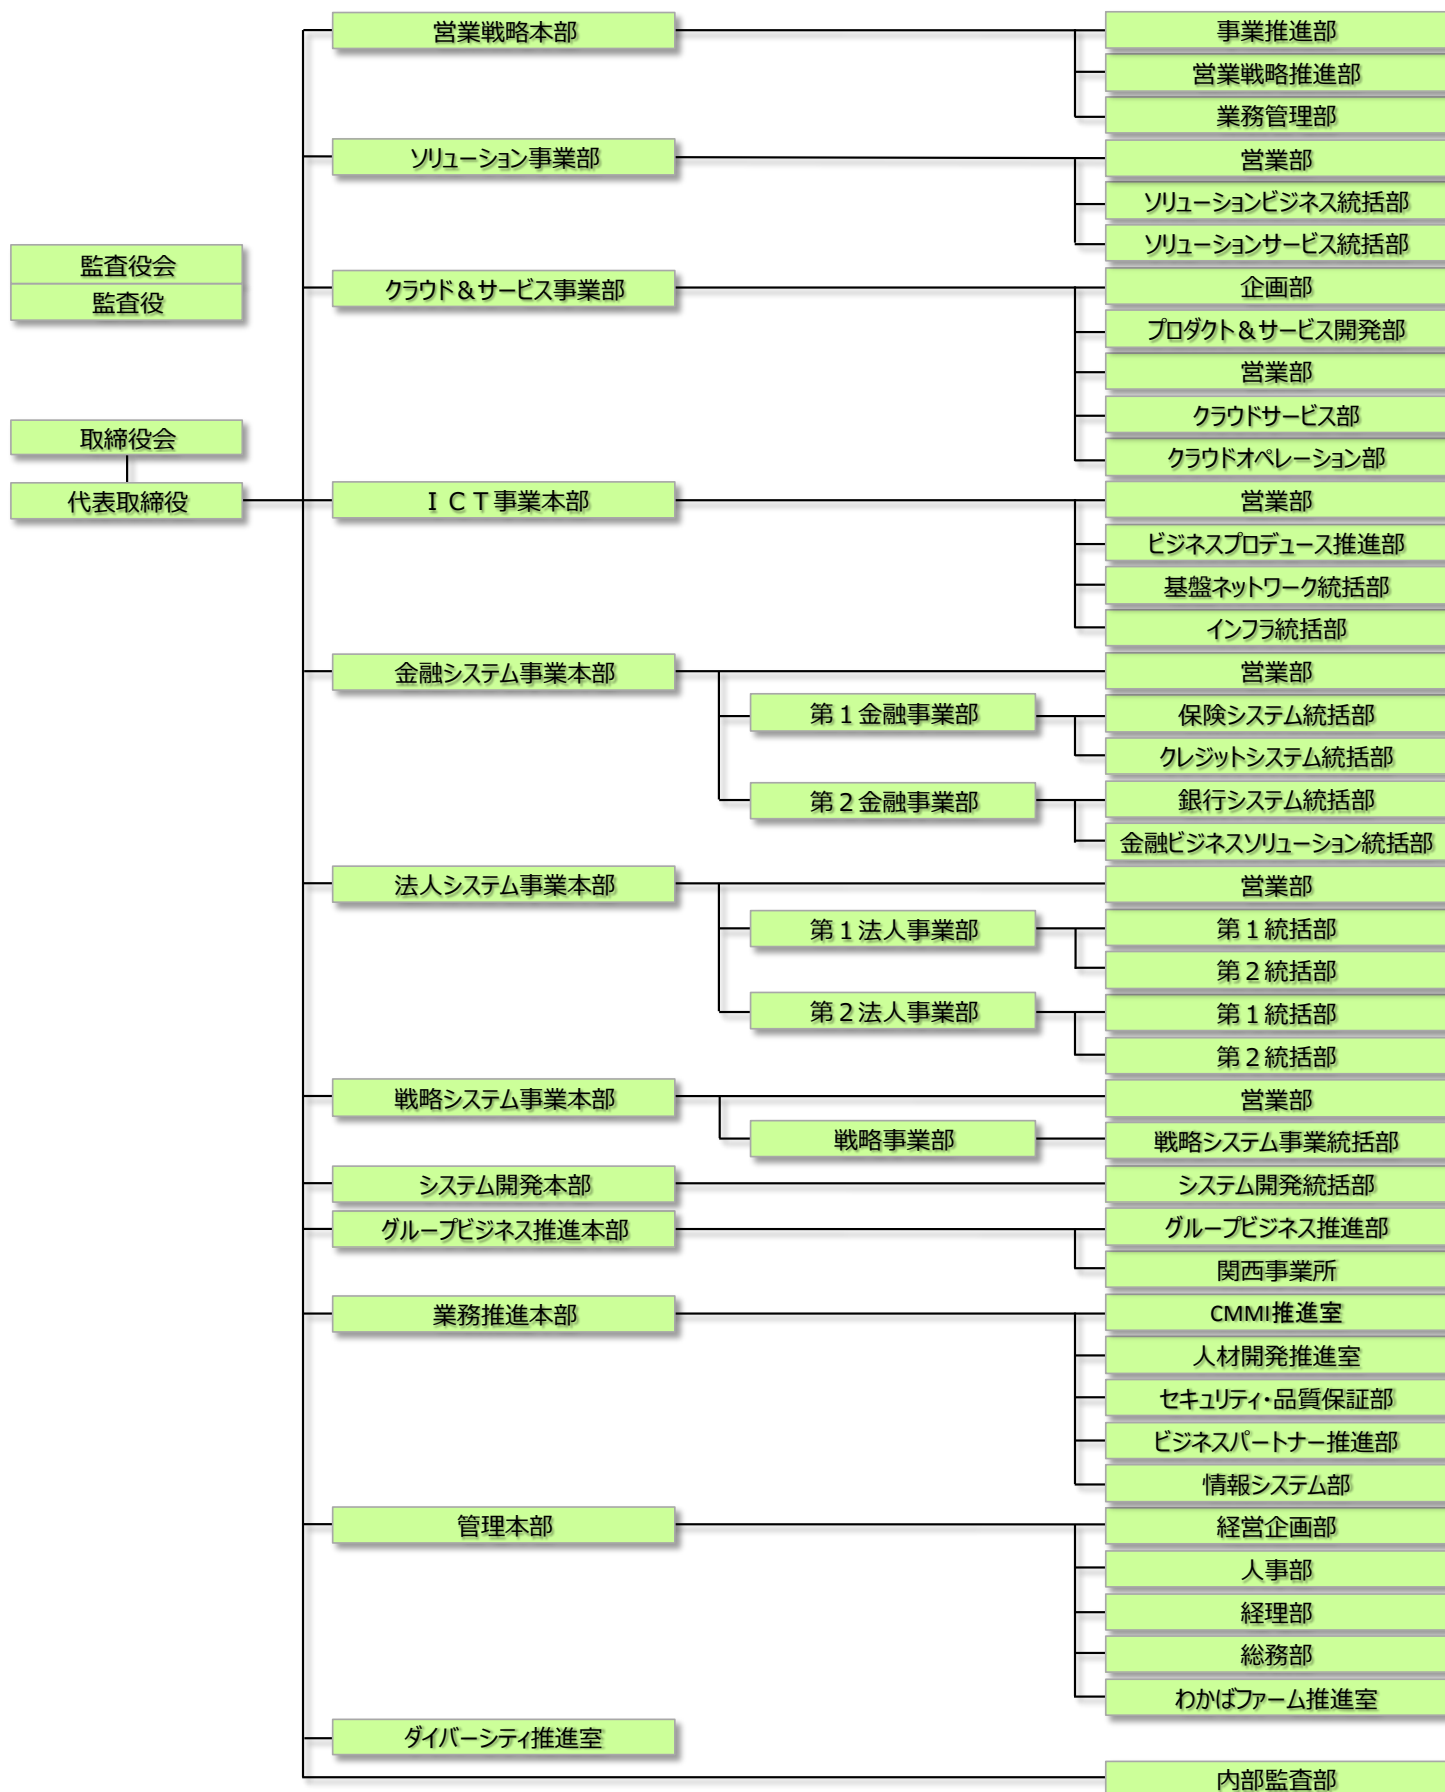 監査役会
監査役
取締役会
代表取締役
営業戦略本部
事業推進部
営業戦略推進部
業務管理部
ソリューション事業部
営業部
ソリューションビジネス統括部
ソリューションサービス統括部
クラウド＆サービス事業部
企画部
プロダクト＆サービス開発部
営業部
クラウドサービス部
クラウドオペレーション部
ＩＣＴ事業本部
営業部
ビジネスプロデュース推進部
基盤ネットワーク統括部
インフラ統括部
金融システム事業本部
営業部
第１金融事業部
保険システム統括部
クレジットシステム統括部
第２金融事業部
銀行システム統括部
金融ビジネスソリューション統括部
法人システム事業本部
営業部
第１法人事業部
第１統括部
第２統括部
第２法人事業部
第１統括部
第２統括部
戦略システム事業本部
営業部
戦略事業部
戦略システム事業統括部
システム開発本部
システム開発統括部
グループビジネス推進本部
グループビジネス推進部
関西事業所
業務推進本部
CMMI推進室
人材開発推進室
セキュリティ・品質保証部
ビジネスパートナー推進部
情報システム部
管理本部
経営企画部
人事部
経理部
総務部
わかばファーム推進室
ダイバーシティ推進室
内部監査部